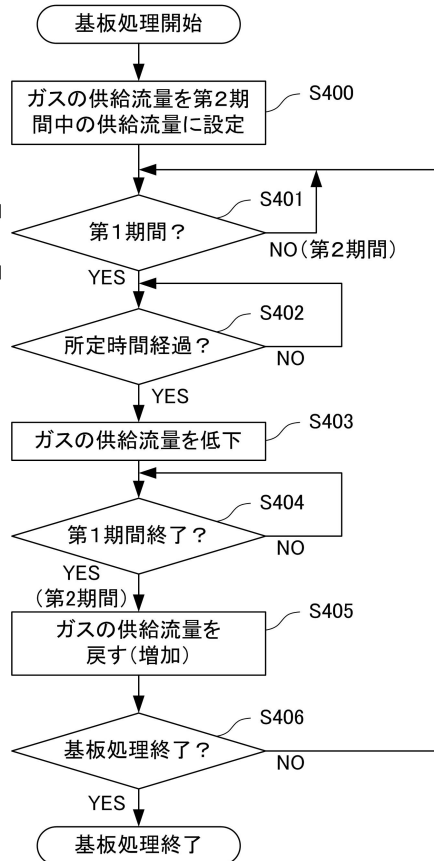 基板処理開始
ガスの供給流量を第2期
間中の供給流量に設定
S400
第1期間？
S401
NO(第2期間)
YES
所定時間経過？
S402
NO
YES
ガスの供給流量を低下
S403
第1期間終了？
S404
NO
YES
(第2期間)
ガスの供給流量を
戻す(増加)
S405
基板処理終了？
S406
NO
YES
基板処理終了